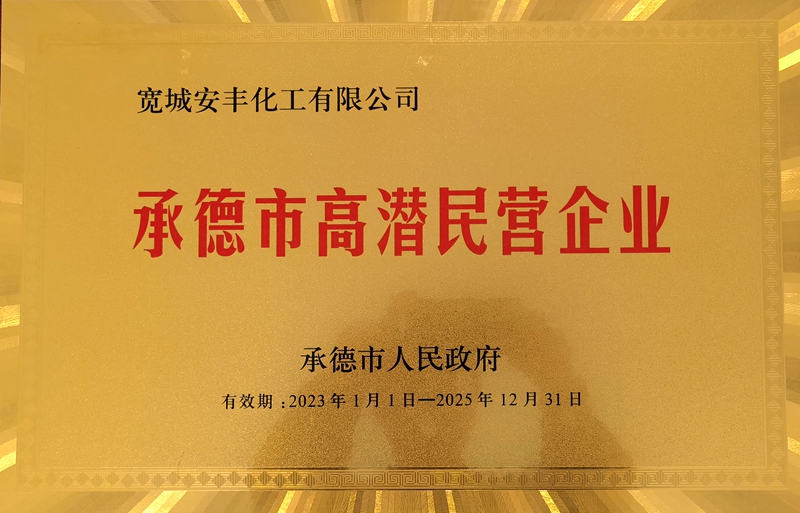 宽城安丰化工有限公司
承德市高潜民营企业
承德市人民政府
有效期：2023年1月1日—2025年12月31日